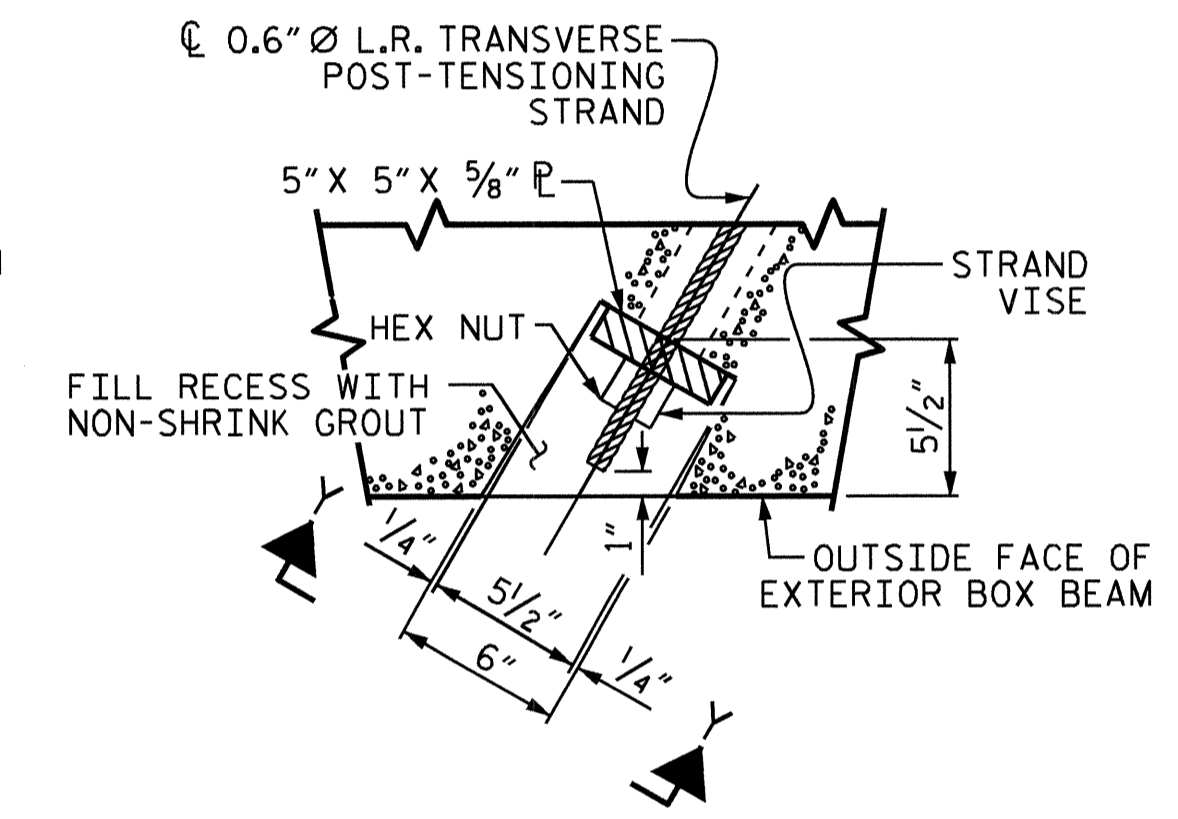 ℄ 0.6" Ø L.R. TRANSVERSE
POST-TENSIONING
STRAND
5" X 5" X 5/8" ⅊
STRAND
VISE
HEX NUT
FILL RECESS WITH
NON-SHRINK GROUT
5 1/2"
Y
1/4"
1"
OUTSIDE FACE OF
EXTERIOR BOX BEAM
5 1/2"
6"
1/4"
Y